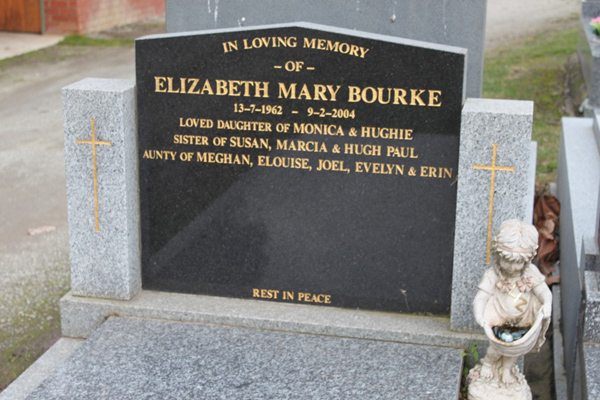 IN LOVING MEMORY
- OF -
ELIZABETH MARY BOURKE
13-7-1962 - 9-2-2004
LOVED DAUGHTER OF MONICA & HUGHIE
SISTER OF SUSAN, MARCIA & HUGH PAUL
AUNTY OF MEGHAN, ELOUISE, JOEL, EVELYN & ERIN
REST IN PEACE